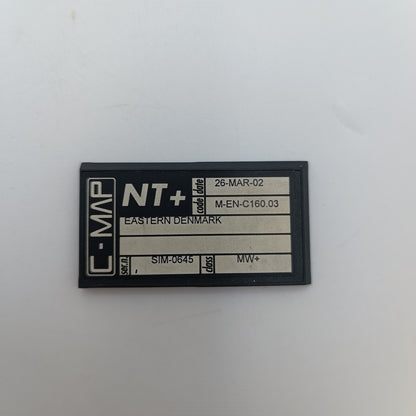 C-MAP
NT+
date 26-MAR-02
code M-EN-C160.03
EASTERN DENMARK
ser.n. SIM-0645 class MW+